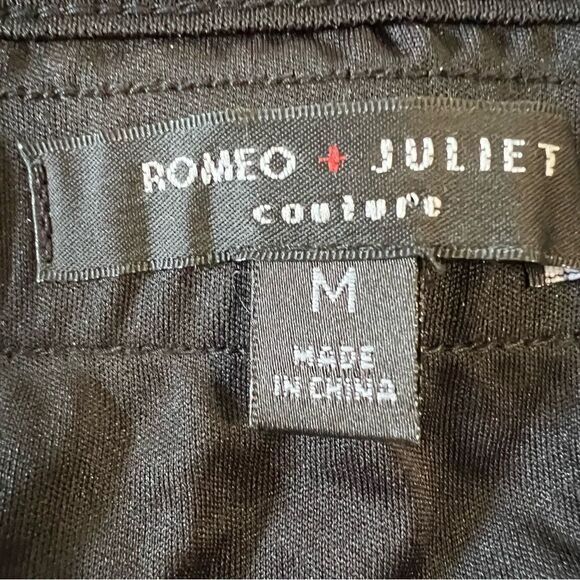 ROMEO + JULIET
couture
M
MADE
IN CHINA